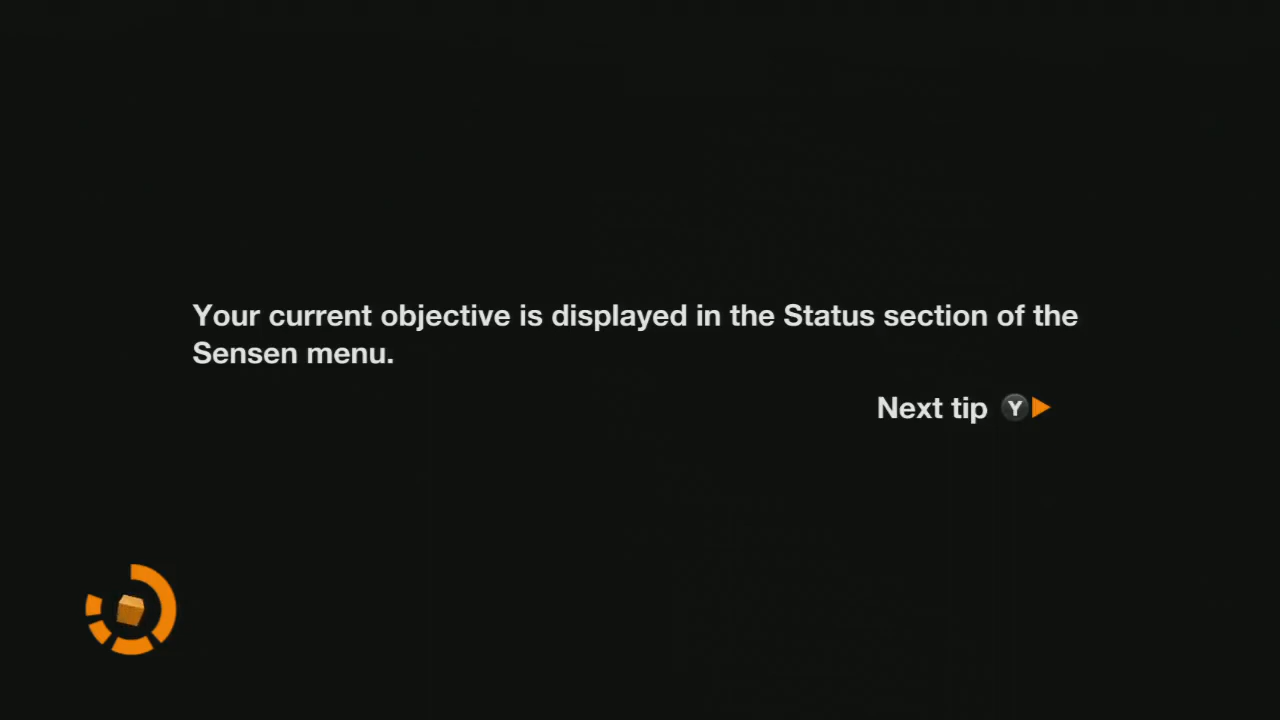 Your current objective is displayed in the Status section of the
Sensen menu.
Next tip Y